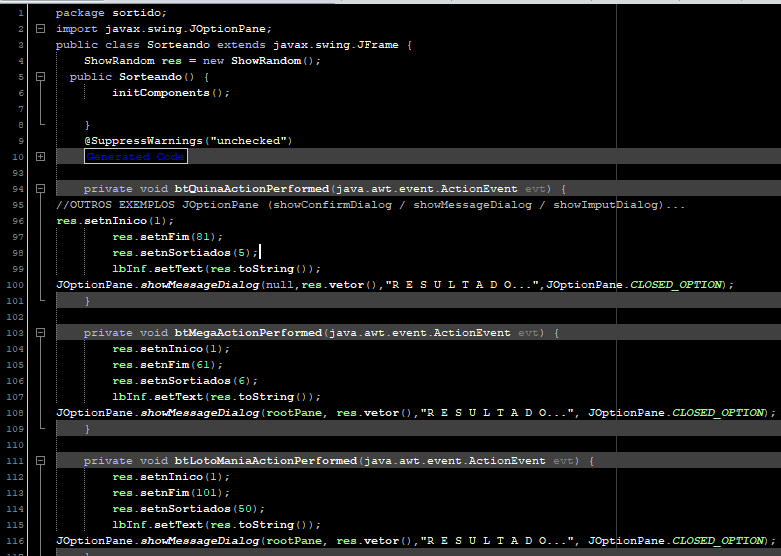 1 package sortido;
2 import javax.swing.JOptionPane;
3 public class Sorteando extends javax.swing.JFrame {
4 ShowRandom res = new ShowRandom();
5 public Sorteando() {
6 initComponents();
7
8 }
9 @SuppressWarnings("unchecked")
10 Generated Code
93
94 private void btQuinaActionPerformed(java.awt.event.ActionEvent evt) {
95 //OUTROS EXEMPLOS JOptionPane (showConfirmDialog / showMessageDialog / showImputDialog)...
96 res.setnInico(1);
97 res.setnFim(81);
98 res.setnSortiados(5);
99 lbInf.setText(res.toString());
100 JOptionPane.showMessageDialog(null,res.vetor(),"R E S U L T A D O...",JOptionPane.CLOSED_OPTION);
101 }
102
103 private void btMegaActionPerformed(java.awt.event.ActionEvent evt) {
104 res.setnInico(1);
105 res.setnFim(61);
106 res.setnSortiados(6);
107 lbInf.setText(res.toString());
108 JOptionPane.showMessageDialog(rootPane, res.vetor(),"R E S U L T A D O...", JOptionPane.CLOSED_OPTION);
109 }
110
111 private void btLotoManiaActionPerformed(java.awt.event.ActionEvent evt) {
112 res.setnInico(1);
113 res.setnFim(101);
114 res.setnSortiados(50);
115 lbInf.setText(res.toString());
116 JOptionPane.showMessageDialog(rootPane, res.vetor(),"R E S U L T A D O...", JOptionPane.CLOSED_OPTION);